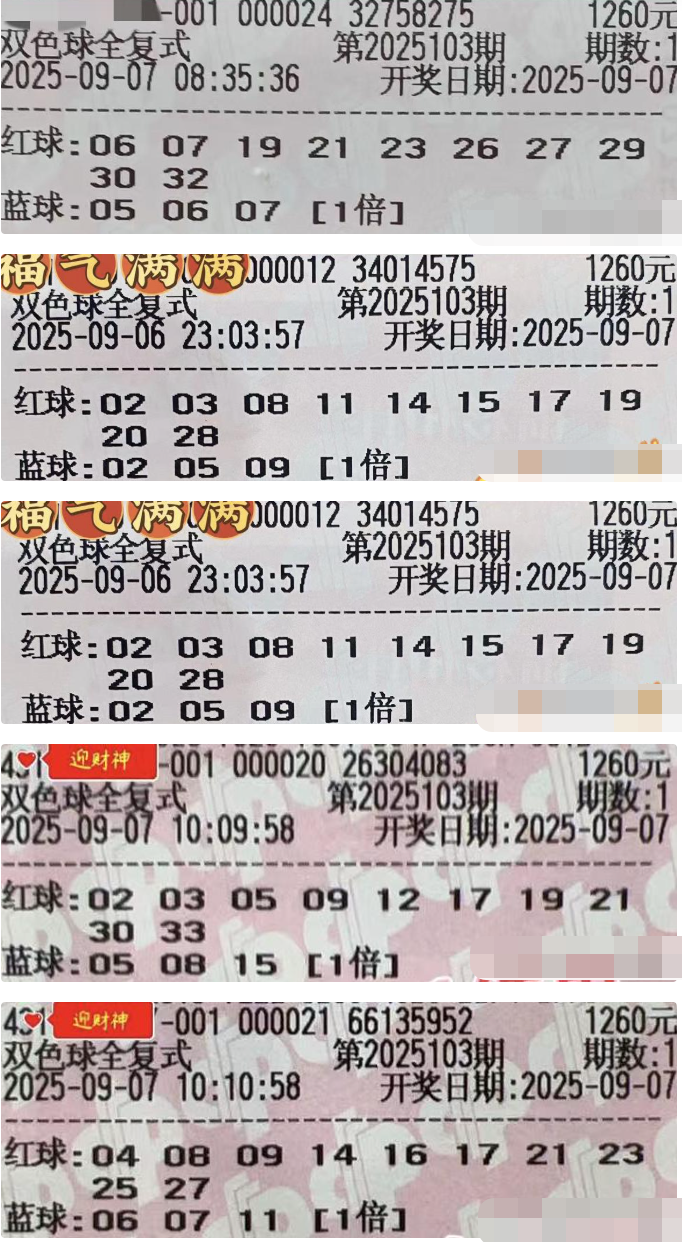 -001 000024 32758275 1260元
双色球全复式 第2025103期 期数:1
2025-09-07 08:35:36 开奖日期:2025-09-07
红球:06 07 19 21 23 26 27 29
30 32
蓝球:05 06 07 [1倍]
福气满满 000012 34014575 1260元
双色球全复式 第2025103期 期数:1
2025-09-06 23:03:57 开奖日期:2025-09-07
红球:02 03 08 11 14 15 17 19
20 28
蓝球:02 05 09 [1倍]
福气满满 000012 34014575 1260元
双色球全复式 第2025103期 期数:1
2025-09-06 23:03:57 开奖日期:2025-09-07
红球:02 03 08 11 14 15 17 19
20 28
蓝球:02 05 09 [1倍]
迎财神 -001 000020 26304083 1260元
双色球全复式 第2025103期 期数:1
2025-09-07 10:09:58 开奖日期:2025-09-07
红球:02 03 05 09 12 17 19 21
30 33
蓝球:05 08 15 [1倍]
迎财神 -001 000021 66135952 1260元
双色球全复式 第2025103期 期数:1
2025-09-07 10:10:58 开奖日期:2025-09-07
红球:04 08 09 14 16 17 21 23
25 27
蓝球:06 07 11 [1倍]